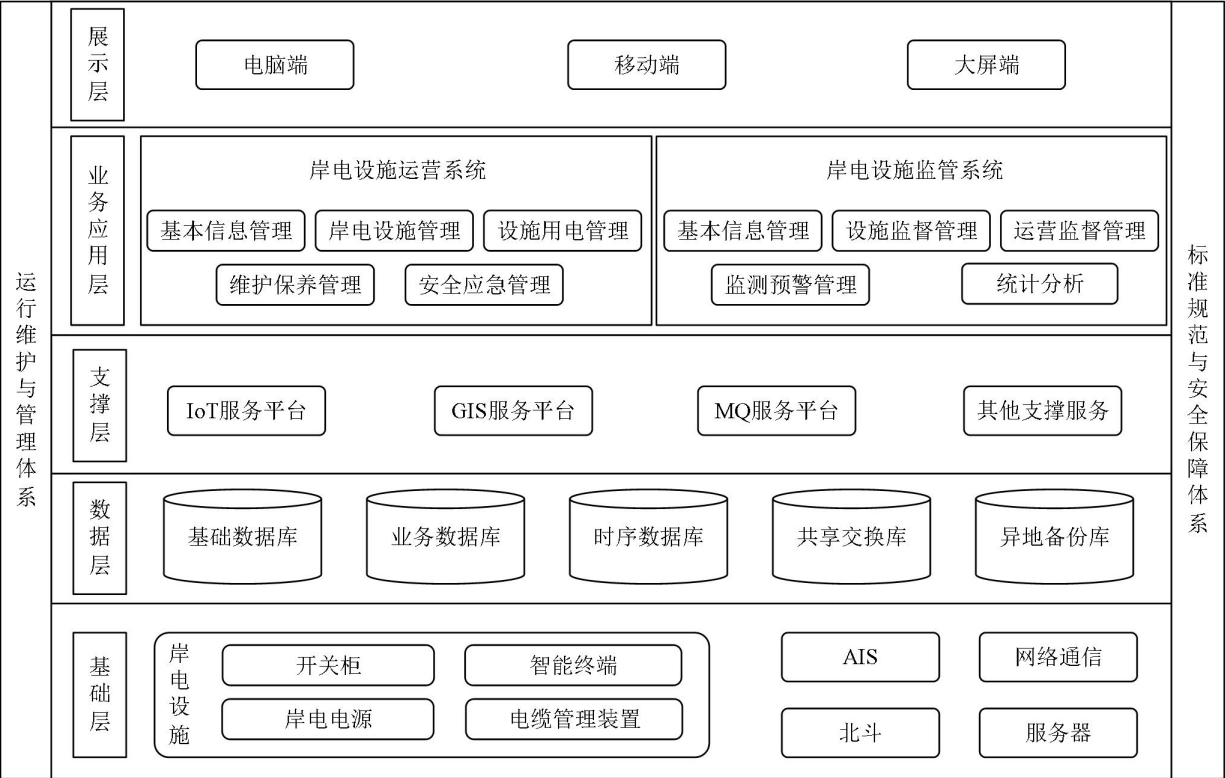 运行维护与管理体系
展示层
电脑端
移动端
大屏端
业务应用层
岸电设施运营系统
基本信息管理
岸电设施管理
设施用电管理
维护保养管理
安全应急管理
岸电设施监管系统
基本信息管理
设施监督管理
运营监督管理
监测预警管理
统计分析
支撑层
IoT服务平台
GIS服务平台
MQ服务平台
其他支撑服务
数据层
基础数据库
业务数据库
时序数据库
共享交换库
异地备份库
基础层
岸电设施
开关柜
智能终端
岸电电源
电缆管理装置
AIS
网络通信
北斗
服务器
标准规范与安全保障体系